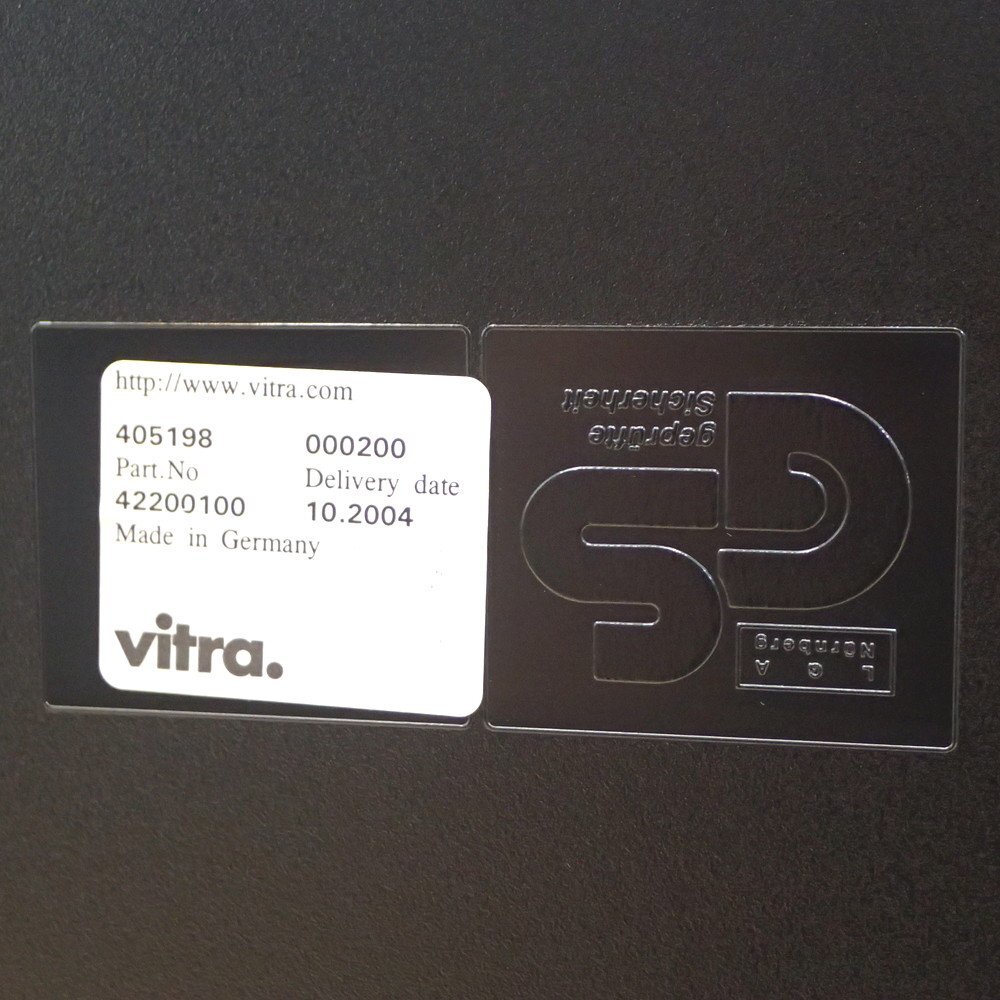 http://www.vitra.com
405198 000200
Part.No Delivery date
42200100 10.2004
Made in Germany
vitra.
geprüfte
Sicherheit
GS
L G A
Nürnberg